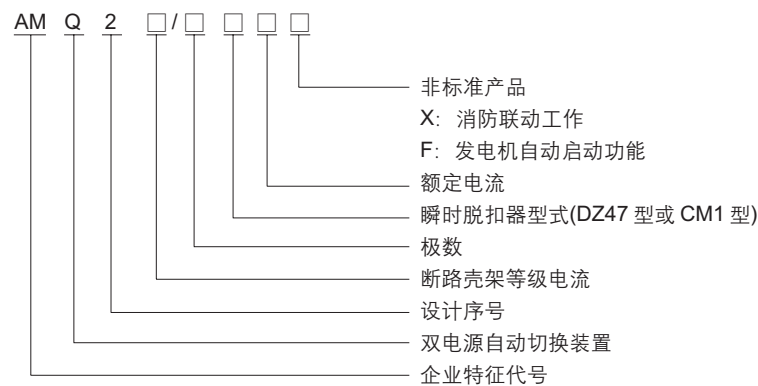 AM Q 2 □/□ □ □ □
非标准产品
X：消防联动工作
F：发电机自动启动功能
额定电流
瞬时脱扣器型式(DZ47 型或 CM1 型)
极数
断路壳架等级电流
设计序号
双电源自动切换装置
企业特征代号